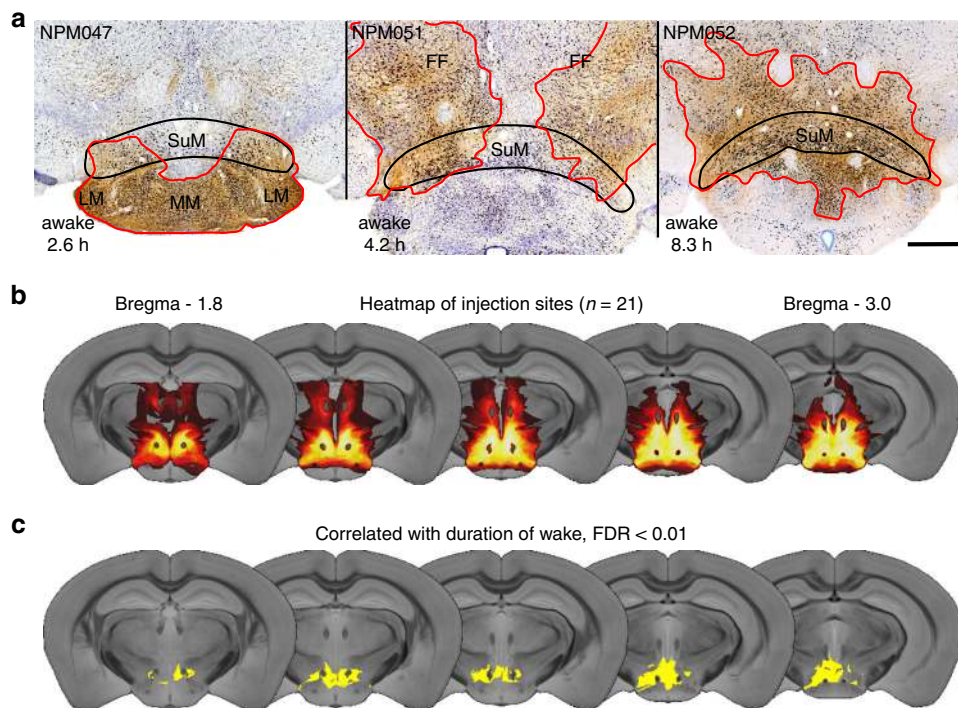 a
NPM047
NPM051
NPM052
FF
FF
SuM
SuM
SuM
LM
MM
LM
awake
2.6 h
awake
4.2 h
awake
8.3 h
b
Bregma - 1.8
Heatmap of injection sites (n = 21)
Bregma - 3.0
c
Correlated with duration of wake, FDR < 0.01